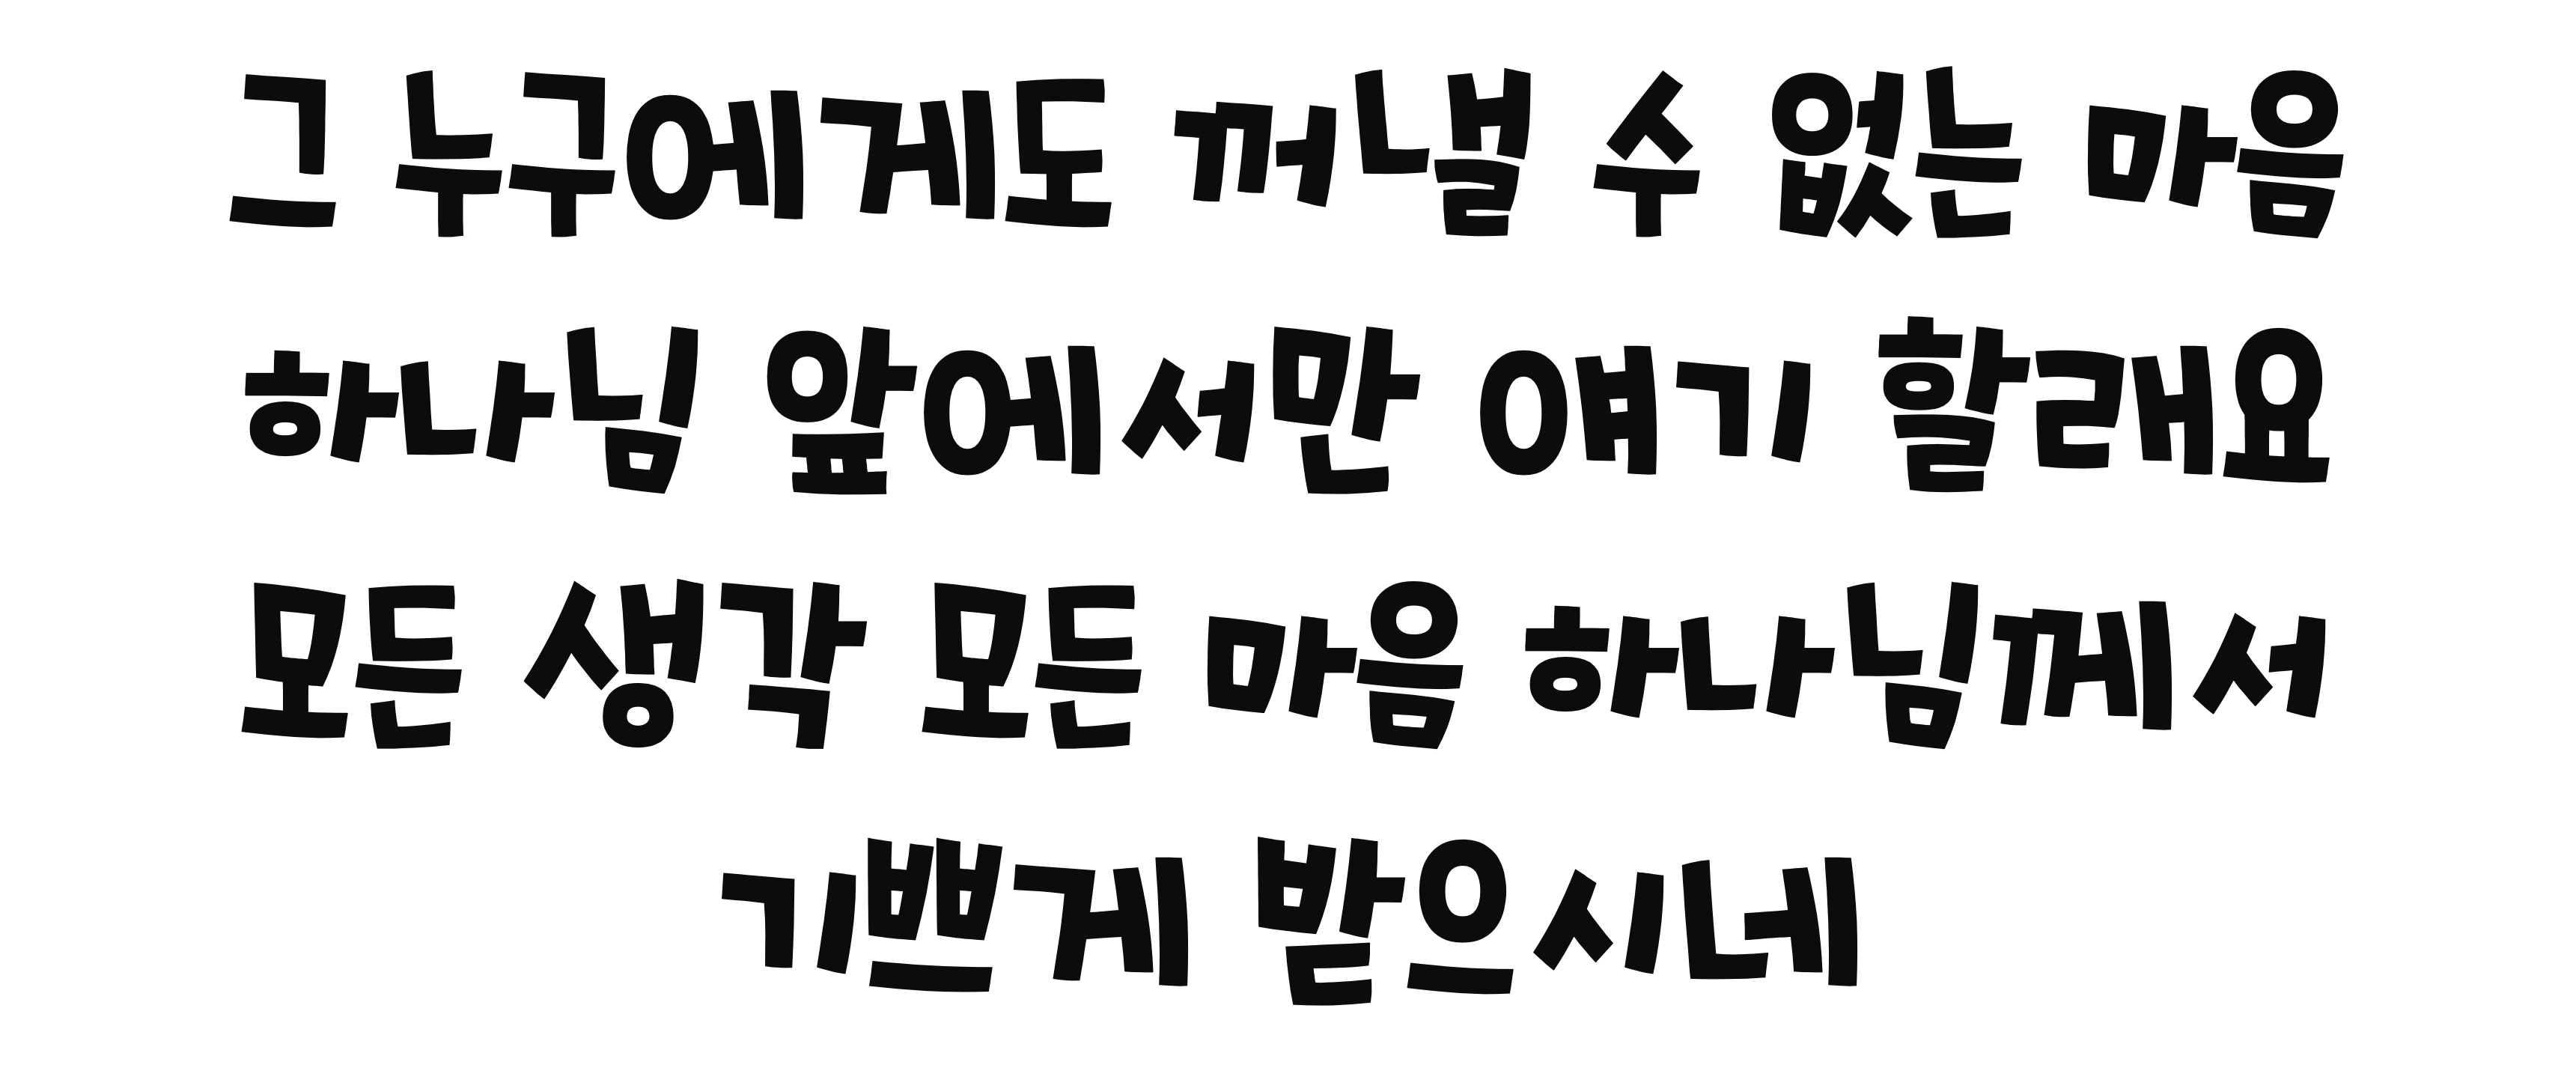 그 누구에게도 꺼낼 수 없는 마음
하나님 앞에서만 얘기 할래요
모든 생각 모든 마음 하나님께서
기쁘게 받으시네